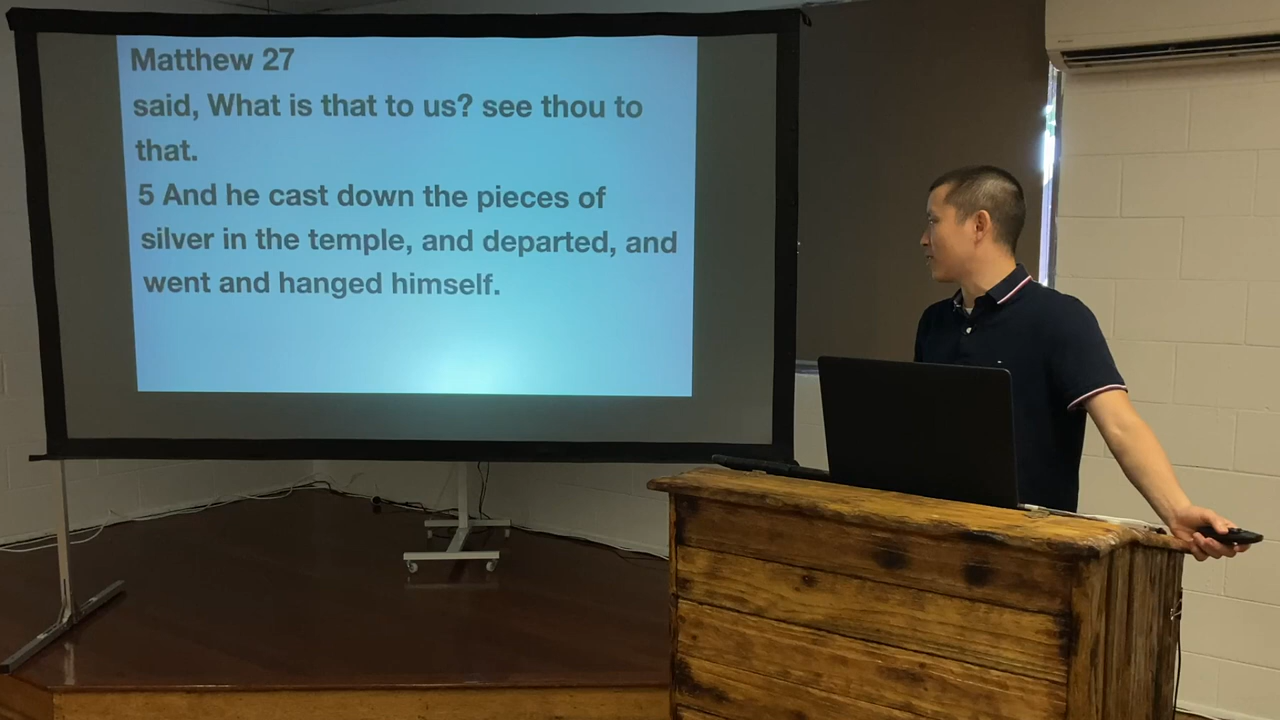 Matthew 27
said, What is that to us? see thou to
that.
5 And he cast down the pieces of
silver in the temple, and departed, and
went and hanged himself.